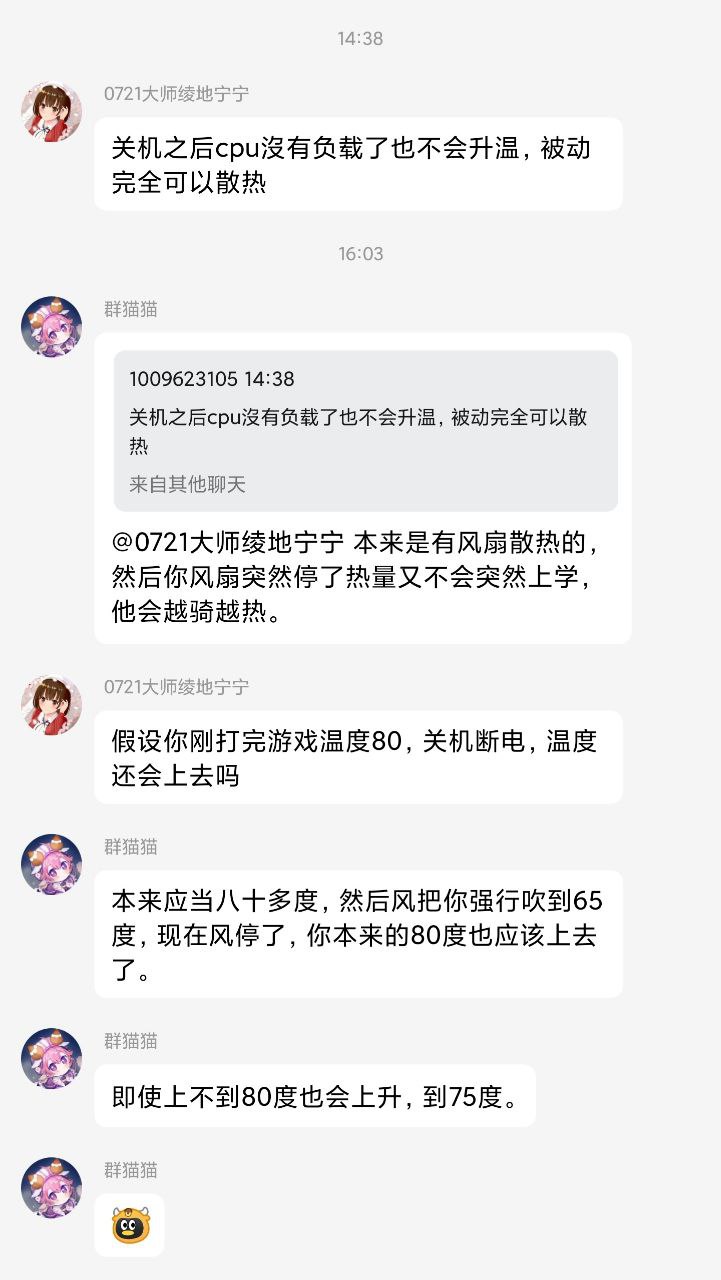 14:38
0721大师绫地宁宁
关机之后cpu沒有负载了也不会升温，被动
完全可以散热
16:03
群猫猫
1009623105 14:38
关机之后cpu沒有负载了也不会升温，被动完全可以散
热
来自其他聊天
@0721大师绫地宁宁 本来是有风扇散热的，
然后你风扇突然停了热量又不会突然上学，
他会越骑越热。
0721大师绫地宁宁
假设你刚打完游戏温度80，关机断电，温度
还会上去吗
群猫猫
本来应当八十多度，然后风把你强行吹到65
度，现在风停了，你本来的80度也应该上去
了。
群猫猫
即使上不到80度也会上升，到75度。
群猫猫